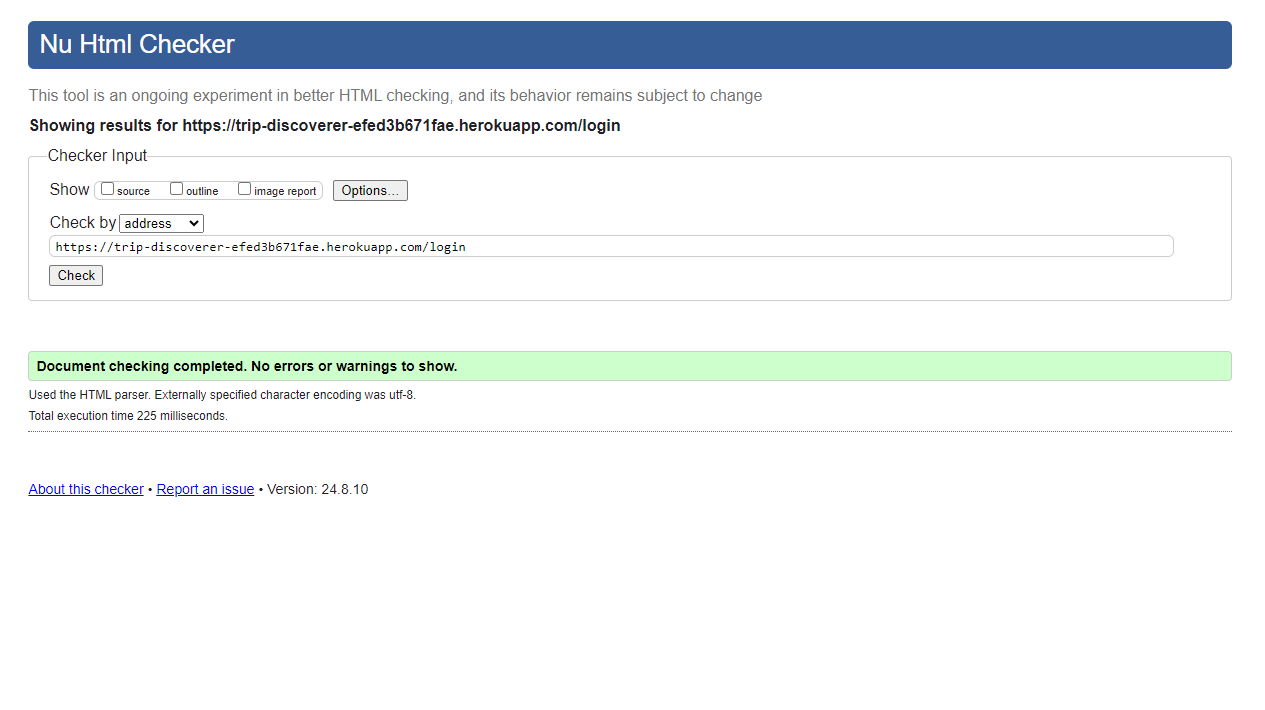 Nu Html Checker
This tool is an ongoing experiment in better HTML checking, and its behavior remains subject to change
Showing results for https://trip-discoverer-efed3b671fae.herokuapp.com/login
Checker Input
Show source outline image report Options...
Check by address
https://trip-discoverer-efed3b671fae.herokuapp.com/login
Check
Document checking completed. No errors or warnings to show.
Used the HTML parser. Externally specified character encoding was utf-8.
Total execution time 225 milliseconds.
About this checker • Report an issue • Version: 24.8.10